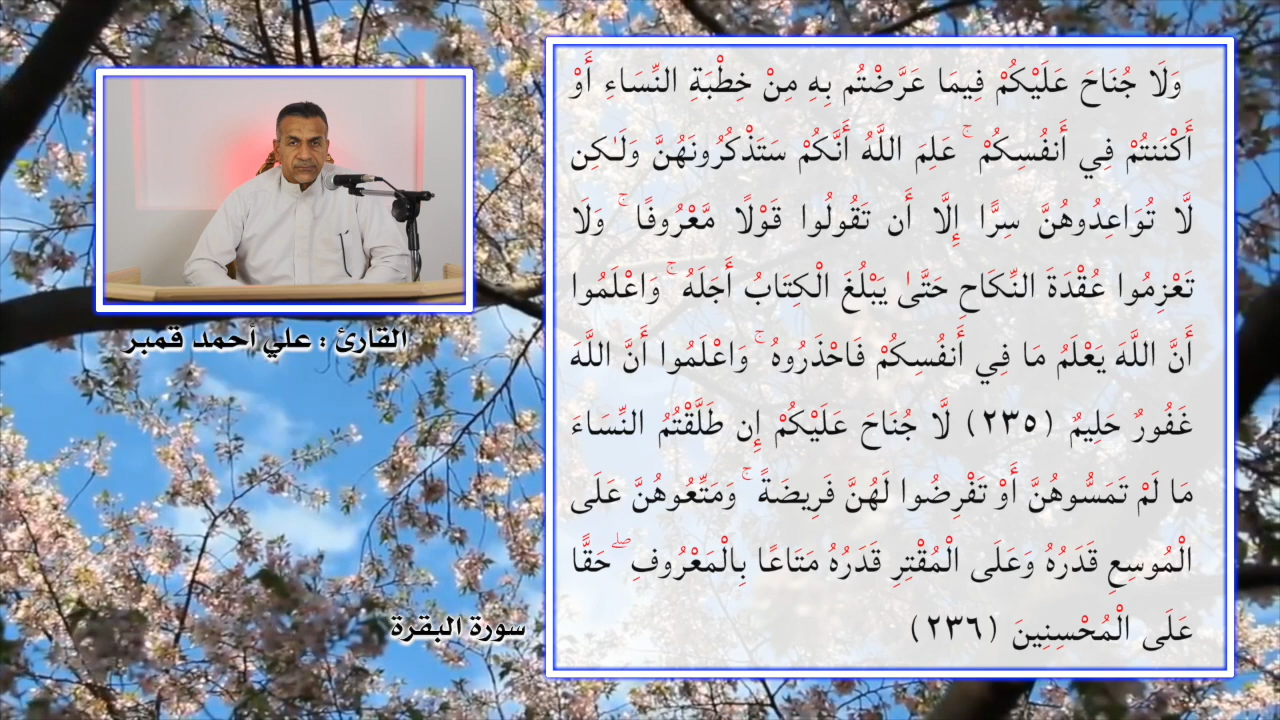 وَلَا جُنَاحَ عَلَيْكُمْ فِيمَا عَرَّضْتُم بِهِ مِنْ خِطْبَةِ النِّسَاءِ أَوْ
أَكْنَنتُمْ فِي أَنفُسِكُمْ ۚ عَلِمَ اللَّهُ أَنَّكُمْ سَتَذْكُرُونَهُنَّ وَلَٰكِن
لَّا تُوَاعِدُوهُنَّ سِرًّا إِلَّا أَن تَقُولُوا قَوْلًا مَّعْرُوفًا ۚ وَلَا
تَعْزِمُوا عُقْدَةَ النِّكَاحِ حَتَّىٰ يَبْلُغَ الْكِتَابُ أَجَلَهُ ۚ وَاعْلَمُوا
أَنَّ اللَّهَ يَعْلَمُ مَا فِي أَنفُسِكُمْ فَاحْذَرُوهُ ۚ وَاعْلَمُوا أَنَّ اللَّهَ
غَفُورٌ حَلِيمٌ (٢٣٥) لَّا جُنَاحَ عَلَيْكُمْ إِن طَلَّقْتُمُ النِّسَاءَ
مَا لَمْ تَمَسُّوهُنَّ أَوْ تَفْرِضُوا لَهُنَّ فَرِيضَةً ۚ وَمَتِّعُوهُنَّ عَلَى
الْمُوسِعِ قَدَرُهُ وَعَلَى الْمُقْتِرِ قَدَرُهُ مَتَاعًا بِالْمَعْرُوفِ ۖ حَقًّا
عَلَى الْمُحْسِنِينَ (٢٣٦)
القارئ : علي أحمد قمبر
سورة البقرة